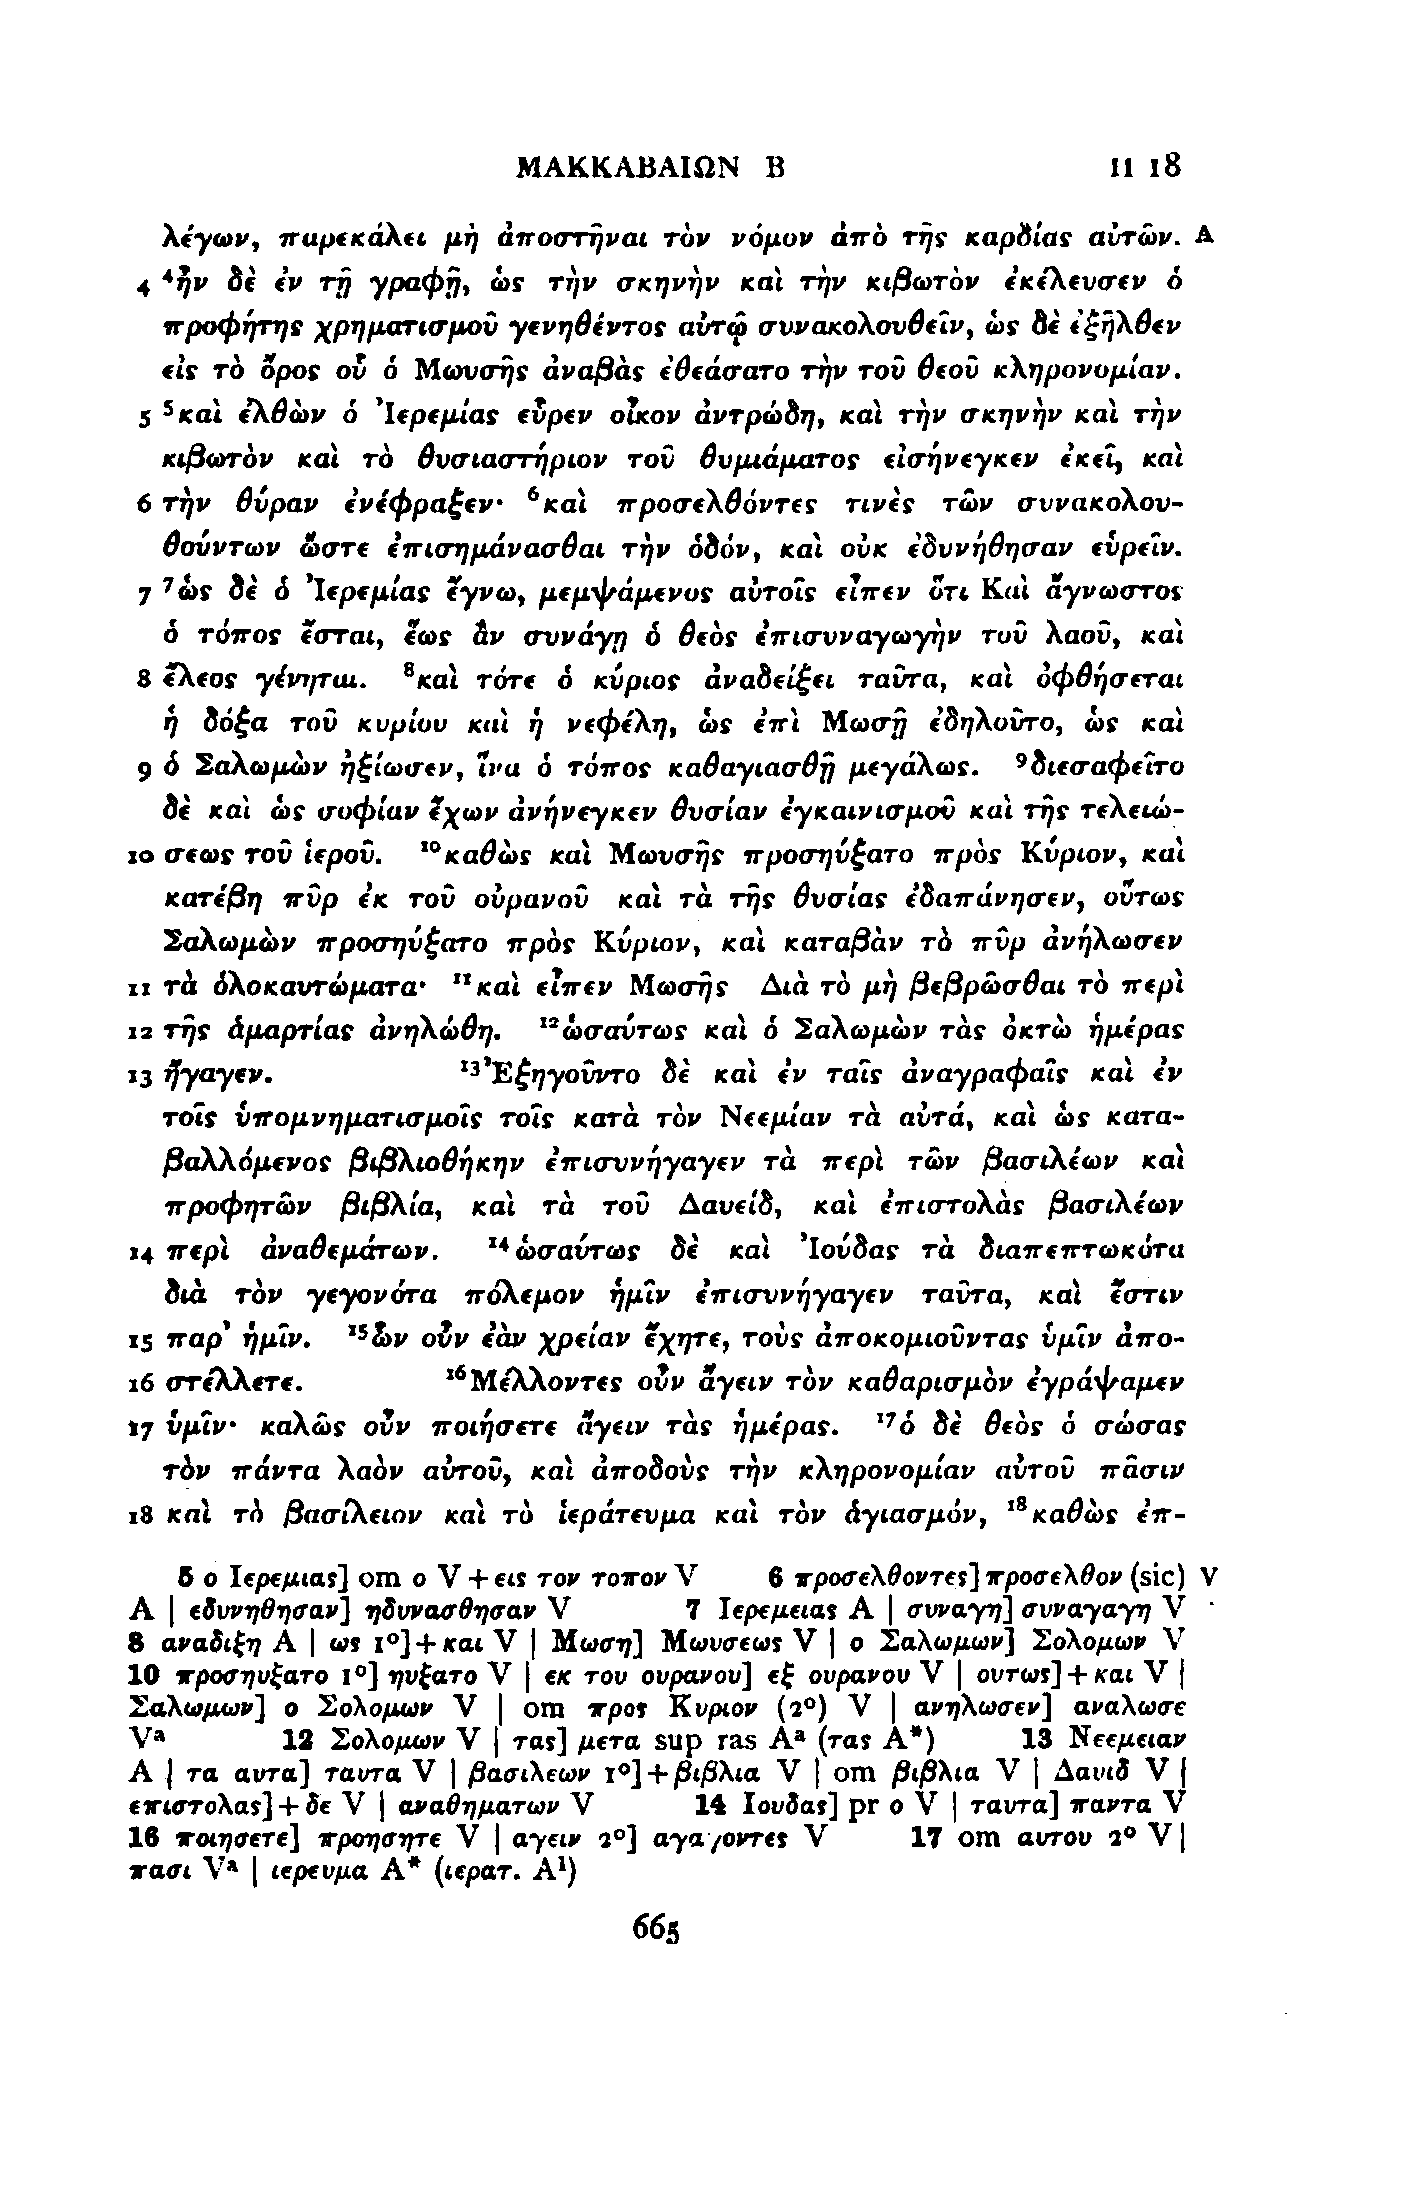 ΜΑΚΚΑΒΑΙΩΝ Β II 18
λέγων, παρεκάλει μὴ ἀποστῆναι τὸν νόμον ἀπὸ τῆς καρδίας αὐτῶν. A
4 ⁴ἦν δὲ ἐν τῇ γραφῇ, ὡς τὴν σκηνὴν καὶ τὴν κιβωτὸν ἐκέλευσεν ὁ
προφήτης χρηματισμοῦ γενηθέντος αὐτῷ συνακολουθεῖν, ὡς δὲ ἐξῆλθεν
εἰς τὸ ὄρος οὗ ὁ Μωυσῆς ἀναβὰς ἐθεάσατο τὴν τοῦ θεοῦ κληρονομίαν.
5 ⁵καὶ ἐλθὼν ὁ Ἰερεμίας εὗρεν οἶκον ἀντρώδη, καὶ τὴν σκηνὴν καὶ τὴν
κιβωτὸν καὶ τὸ θυσιαστήριον τοῦ θυμιάματος εἰσήνεγκεν ἐκεῖ, καὶ
6 τὴν θύραν ἐνέφραξεν· ⁶καὶ προσελθόντες τινὲς τῶν συνακολου-
θούντων ὥστε ἐπισημάνασθαι τὴν ὁδόν, καὶ οὐκ ἐδυνήθησαν εὑρεῖν.
7 ⁷ὡς δὲ ὁ Ἰερεμίας ἔγνω, μεμψάμενος αὐτοῖς εἶπεν ὅτι Καὶ ἄγνωστος
ὁ τόπος ἔσται, ἕως ἂν συνάγῃ ὁ θεὸς ἐπισυναγωγὴν τοῦ λαοῦ, καὶ
8 ἔλεος γένηται. ⁸καὶ τότε ὁ κύριος ἀναδείξει ταῦτα, καὶ ὀφθήσεται
ἡ δόξα τοῦ κυρίου καὶ ἡ νεφέλη, ὡς ἐπὶ Μωσῇ ἐδηλοῦτο, ὡς καὶ
9 ὁ Σαλωμὼν ἠξίωσεν, ἵνα ὁ τόπος καθαγιασθῇ μεγάλως. ⁹διεσαφεῖτο
δὲ καὶ ὡς σοφίαν ἔχων ἀνήνεγκεν θυσίαν ἐγκαινισμοῦ καὶ τῆς τελειώ-
10 σεως τοῦ ἱεροῦ. ¹⁰καθὼς καὶ Μωυσῆς προσηύξατο πρὸς Κύριον, καὶ
κατέβη πῦρ ἐκ τοῦ οὐρανοῦ καὶ τὰ τῆς θυσίας ἐδαπάνησεν, οὕτως
Σαλωμὼν προσηύξατο πρὸς Κύριον, καὶ καταβὰν τὸ πῦρ ἀνήλωσεν
11 τὰ ὁλοκαυτώματα· ¹¹καὶ εἶπεν Μωσῆς Διὰ τὸ μὴ βεβρῶσθαι τὸ περὶ
12 τῆς ἁμαρτίας ἀνηλώθη. ¹²ὡσαύτως καὶ ὁ Σαλωμὼν τὰς ὀκτὼ ἡμέρας
13 ἤγαγεν. ¹³Ἐξηγοῦντο δὲ καὶ ἐν ταῖς ἀναγραφαῖς καὶ ἐν
τοῖς ὑπομνηματισμοῖς τοῖς κατὰ τὸν Νεεμίαν τὰ αὐτά, καὶ ὡς κατα-
βαλλόμενος βιβλιοθήκην ἐπισυνήγαγεν τὰ περὶ τῶν βασιλέων καὶ
προφητῶν βιβλία, καὶ τὰ τοῦ Δαυείδ, καὶ ἐπιστολὰς βασιλέων
14 περὶ ἀναθεμάτων. ¹⁴ὡσαύτως δὲ καὶ Ἰούδας τὰ διαπεπτωκότα
διὰ τὸν γεγονότα πόλεμον ἡμῖν ἐπισυνήγαγεν ταῦτα, καὶ ἔστιν
15 παρ’ ἡμῖν. ¹⁵ὧν οὖν ἐὰν χρείαν ἔχητε, τοὺς ἀποκομιοῦντας ὑμῖν ἀπο-
16 στέλλετε. ¹⁶Μέλλοντες οὖν ἄγειν τὸν καθαρισμὸν ἐγράψαμεν
17 ὑμῖν· καλῶς οὖν ποιήσετε ἄγειν τὰς ἡμέρας. ¹⁷ὁ δὲ θεὸς ὁ σώσας
τὸν πάντα λαὸν αὐτοῦ, καὶ ἀποδοὺς τὴν κληρονομίαν αὐτοῦ πᾶσιν
18 καὶ τὸ βασίλειον καὶ τὸ ἱεράτευμα καὶ τὸν ἁγιασμόν, ¹⁸καθὼς ἐπ-
5 ο Ιερεμιας] om ο V + εις τον τοπον V 6 προσελθοντες] προσελθον (sic) V
A | εδυνηθησαν] ηδυνασθησαν V 7 Ιερεμειας A | συναγη] συναγαγη V
8 αναδιξη A | ως 1°] + και V | Μωση] Μωυσεως V | ο Σαλωμων] Σολομων V
10 προσηυξατο 1°] ηυξατο V | εκ του ουρανου] εξ ουρανου V | ουτως] + και V |
Σαλωμων] ο Σολομων V | om προς Κυριον (2°) V | ανηλωσεν] αναλωσε
Vᵃ 12 Σολομων V | τας] μετα sup ras Aᵃ (τας A*) 13 Νεεμειαν
A | τα αυτα] ταυτα V | βασιλεων 1°] + βιβλια V | om βιβλια V | Δαυιδ V |
επιστολας] + δε V | αναθηματων V 14 Ιουδας] pr ο V | ταυτα] παντα V
16 ποιησετε] προησητε V | αγειν 2°] αγαγοντες V 17 om αυτου 2° V |
πασι Vᵃ | ιερευμα A* (ιερατ. A¹)
665